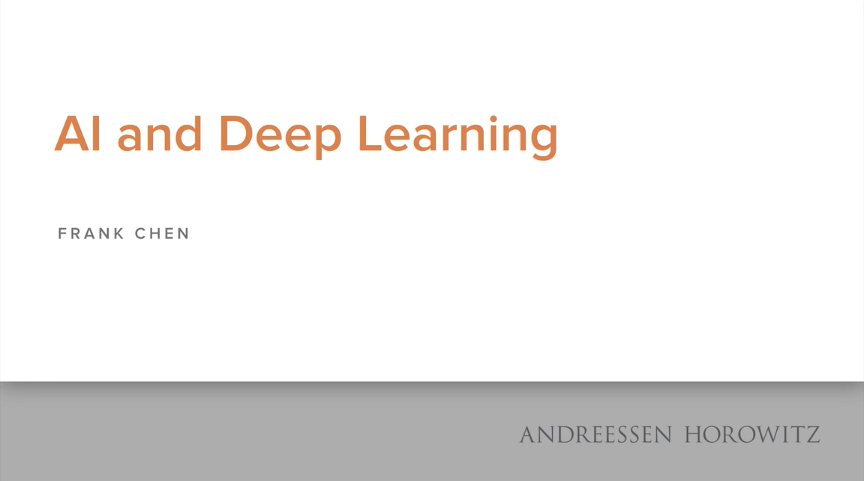 AI and Deep Learning
FRANK CHEN
ANDREESSEN HOROWITZ